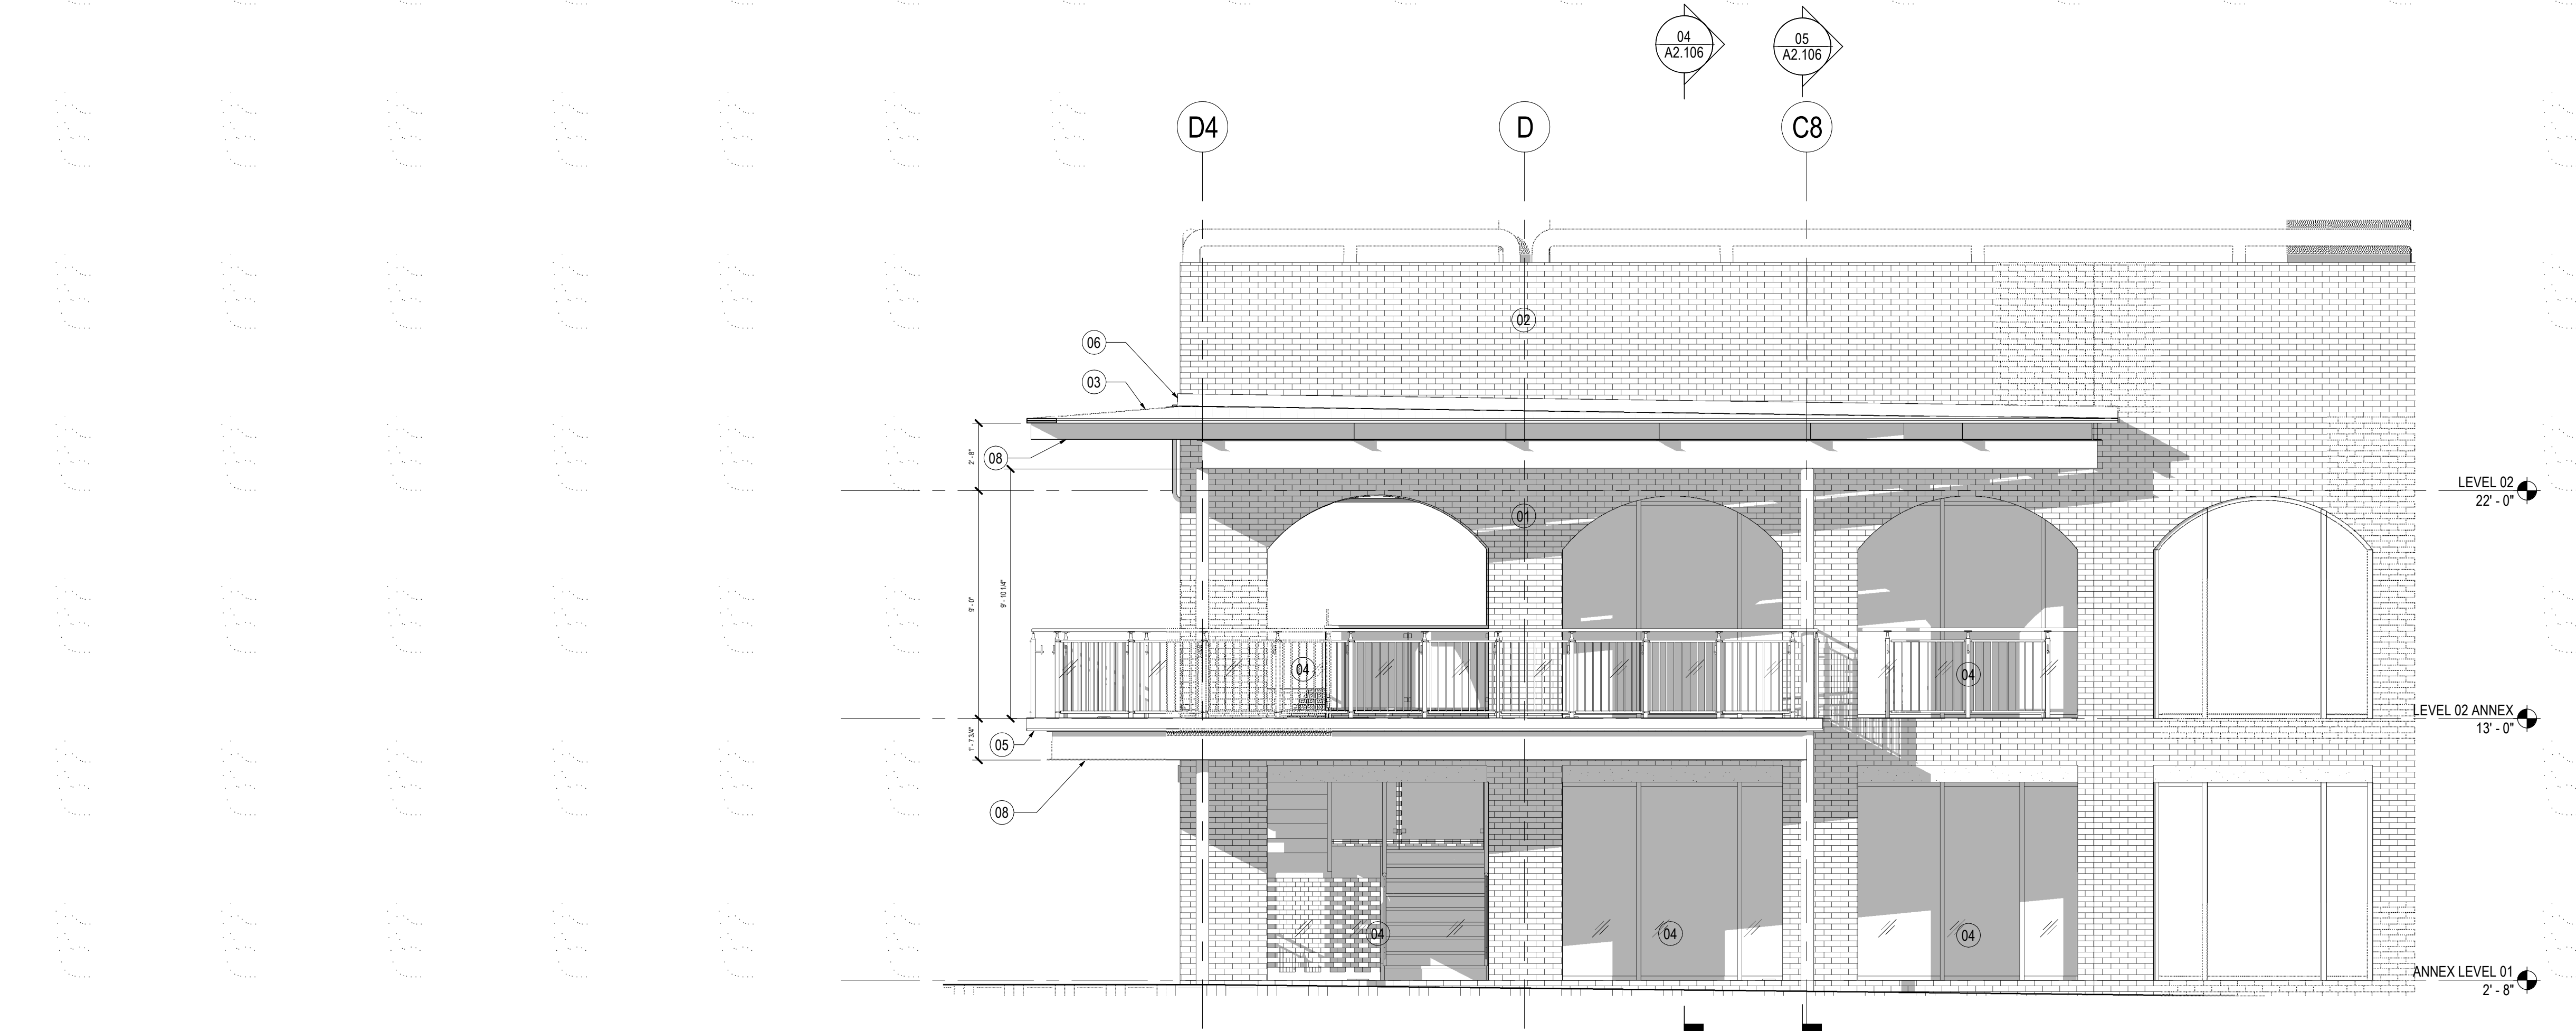 04
A2.106
05
A2.106
D4
D
C8
02
06
03
08
2' - 8"
LEVEL 02
22' - 0"
01
9' - 0"
9' - 10 1/4"
04
04
LEVEL 02 ANNEX
13' - 0"
05
1' - 7 3/4"
08
04
04
04
ANNEX LEVEL 01
2' - 8"